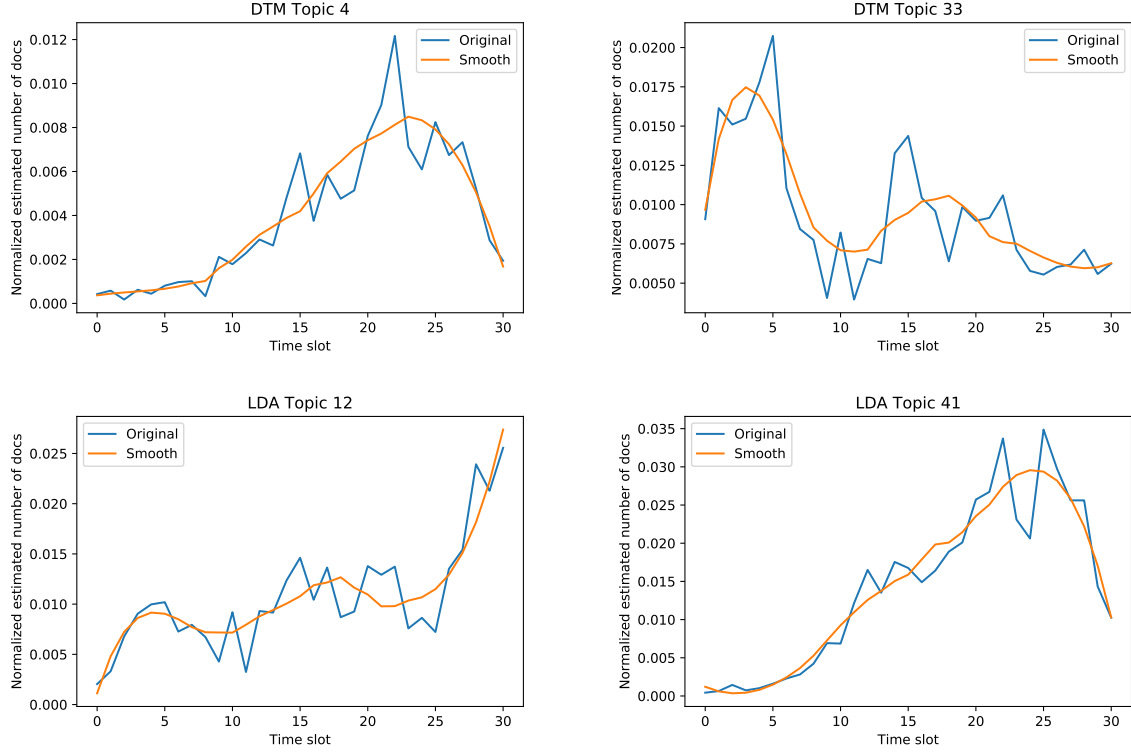 DTM Topic 4
Normalized estimated number of docs
0.012
0.010
0.008
0.006
0.004
0.002
0.000
Original
Smooth
0 5 10 15 20 25 30
Time slot
DTM Topic 33
Normalized estimated number of docs
0.0200
0.0175
0.0150
0.0125
0.0100
0.0075
0.0050
Original
Smooth
0 5 10 15 20 25 30
Time slot
LDA Topic 12
Normalized estimated number of docs
0.025
0.020
0.015
0.010
0.005
0.000
Original
Smooth
0 5 10 15 20 25 30
Time slot
LDA Topic 41
Normalized estimated number of docs
0.035
0.030
0.025
0.020
0.015
0.010
0.005
0.000
Original
Smooth
0 5 10 15 20 25 30
Time slot